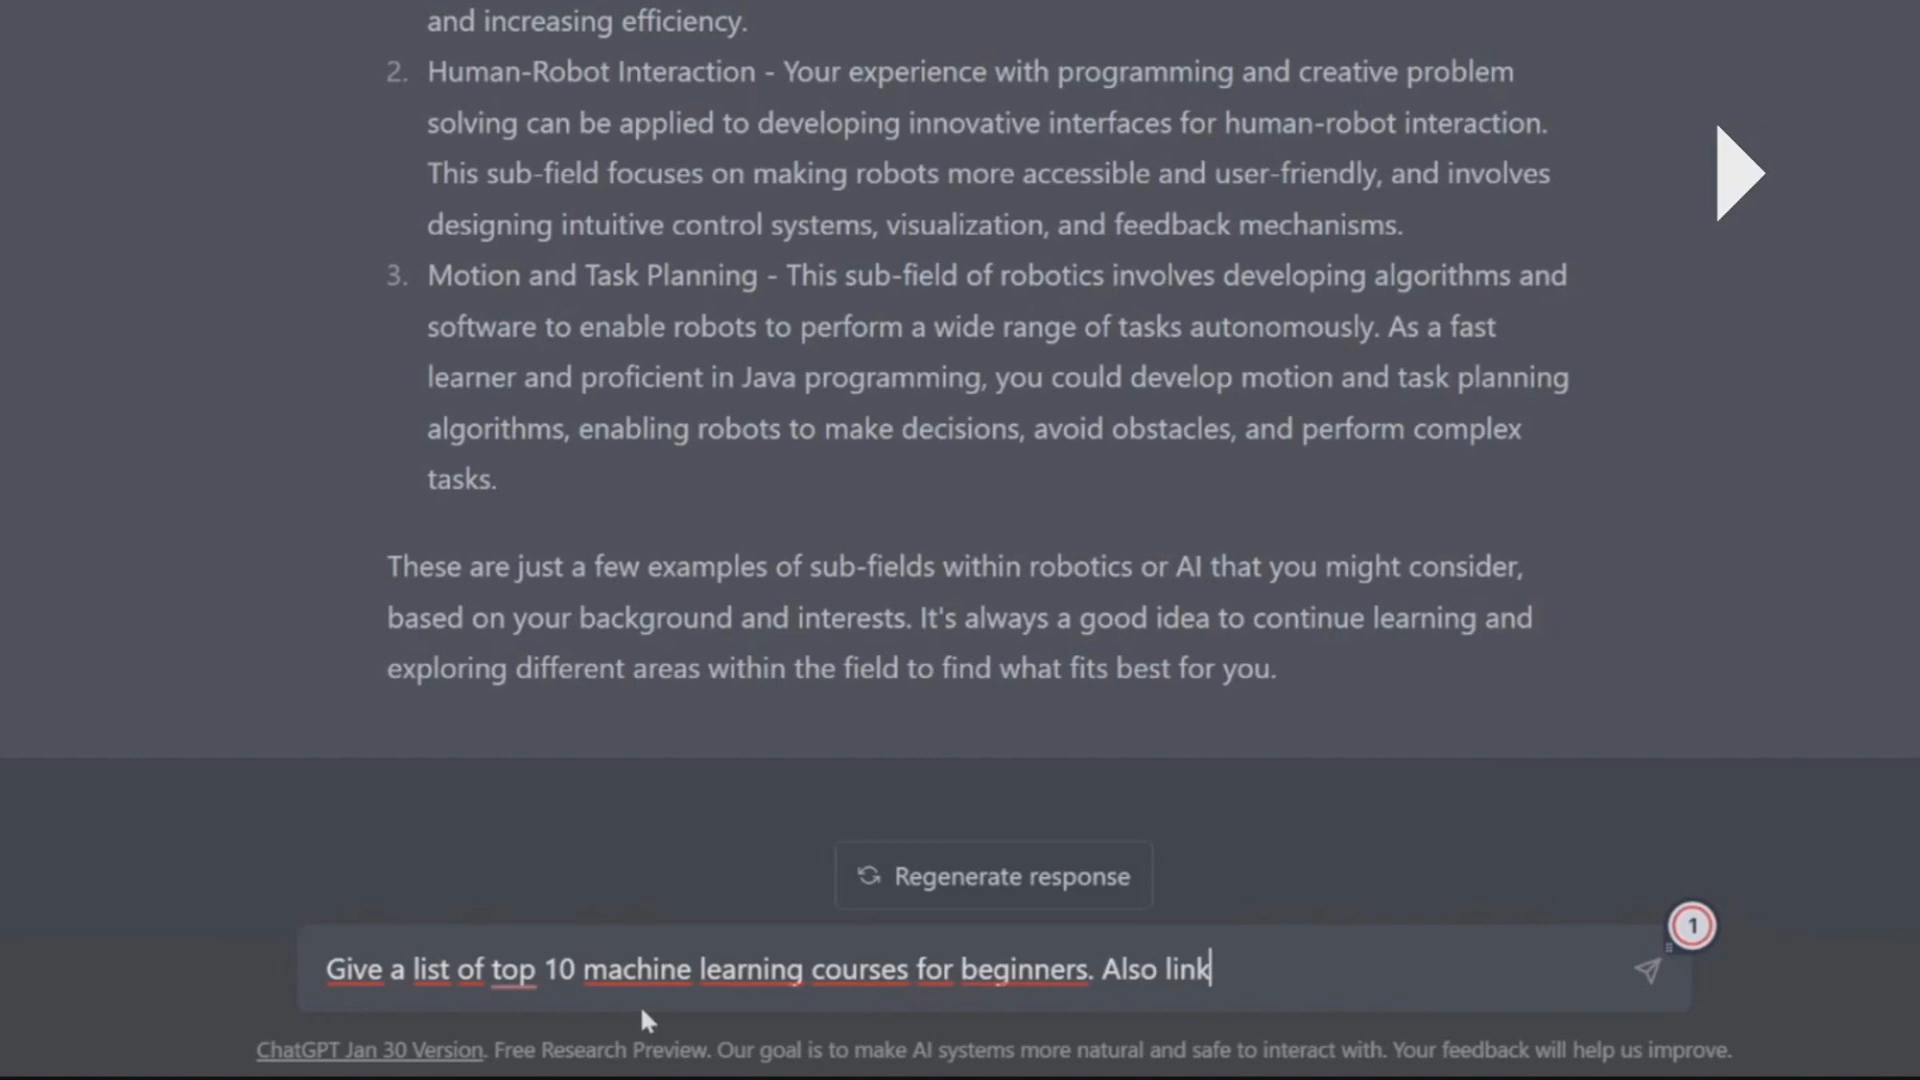 and increasing efficiency.
2. Human-Robot Interaction - Your experience with programming and creative problem
solving can be applied to developing innovative interfaces for human-robot interaction.
This sub-field focuses on making robots more accessible and user-friendly, and involves
designing intuitive control systems, visualization, and feedback mechanisms.
3. Motion and Task Planning - This sub-field of robotics involves developing algorithms and
software to enable robots to perform a wide range of tasks autonomously. As a fast
learner and proficient in Java programming, you could develop motion and task planning
algorithms, enabling robots to make decisions, avoid obstacles, and perform complex
tasks.
These are just a few examples of sub-fields within robotics or AI that you might consider,
based on your background and interests. It's always a good idea to continue learning and
exploring different areas within the field to find what fits best for you.
Regenerate response
1
Give a list of top 10 machine learning courses for beginners. Also link
ChatGPT Jan 30 Version. Free Research Preview. Our goal is to make AI systems more natural and safe to interact with. Your feedback will help us improve.